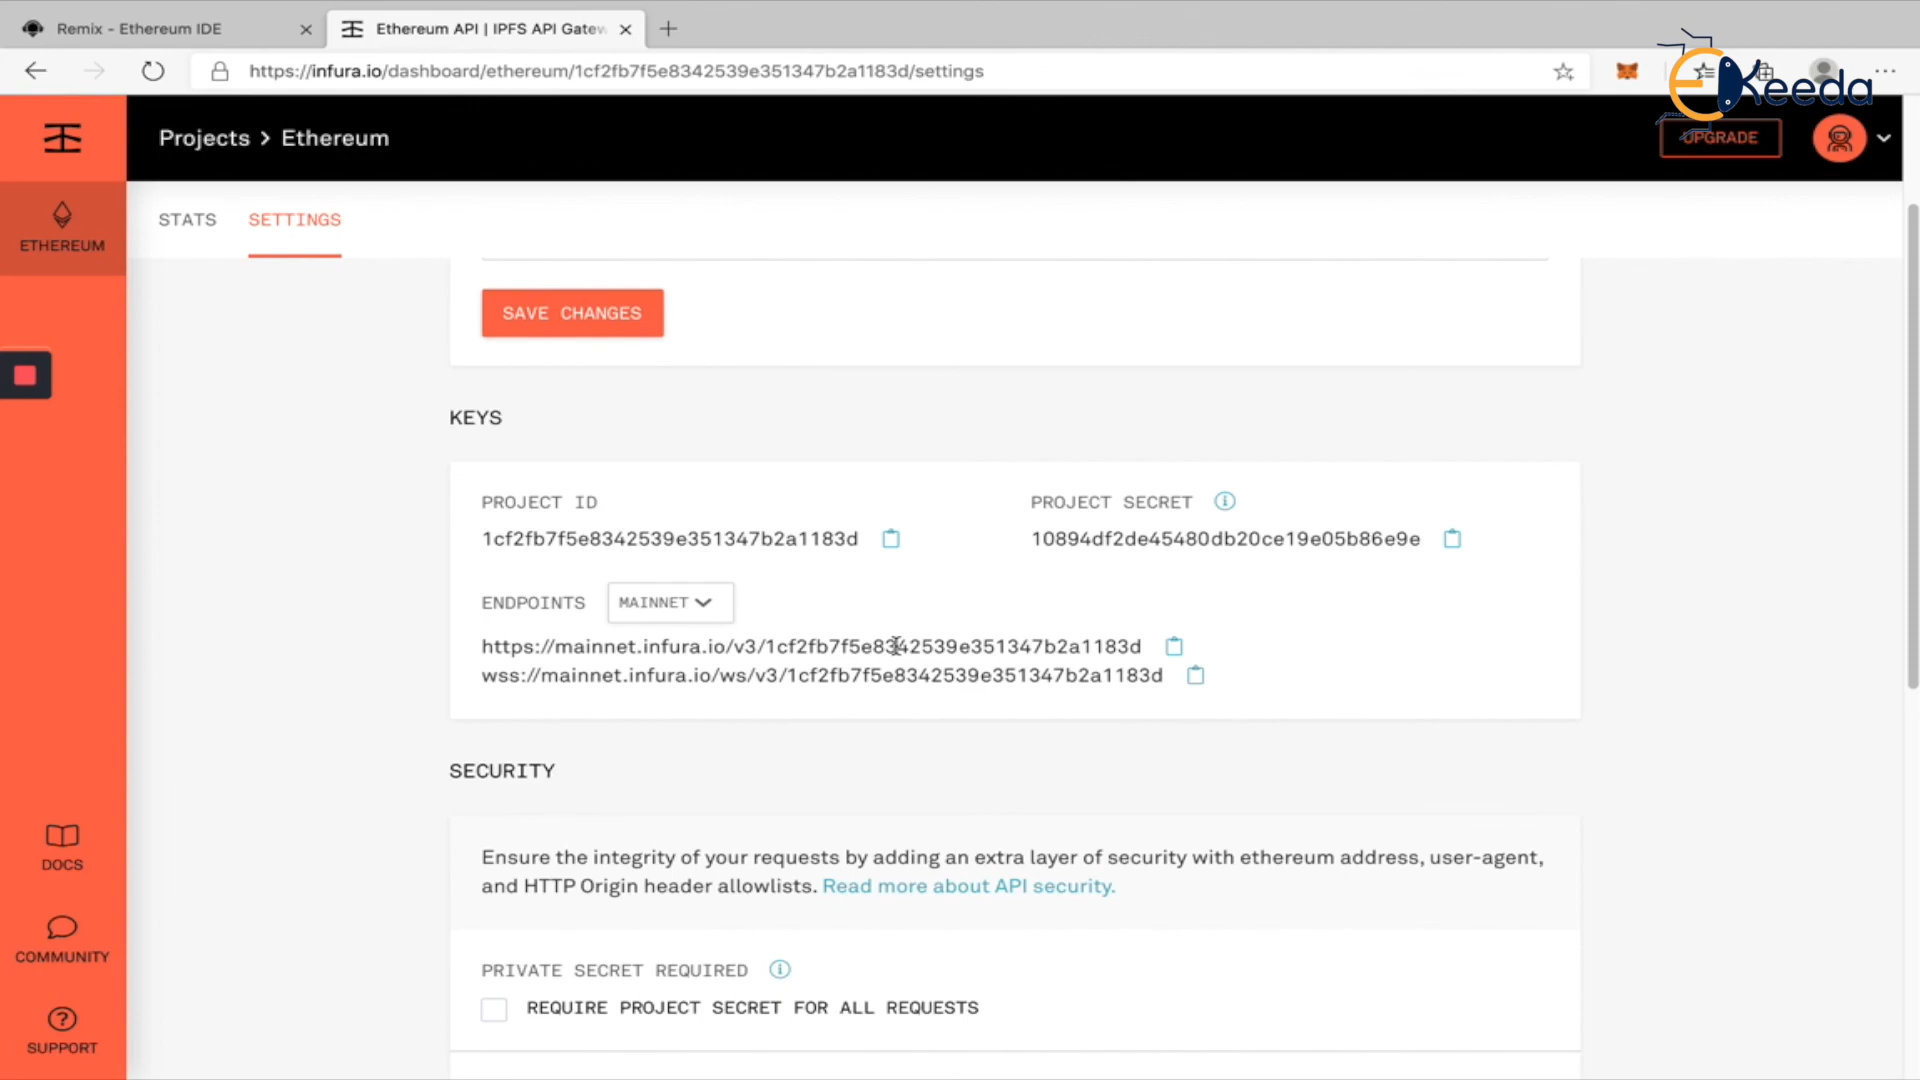 Remix - Ethereum IDE
Ethereum API | IPFS API Gatew
https://infura.io/dashboard/ethereum/1cf2fb7f5e8342539e351347b2a1183d/settings
EKeeda
Projects > Ethereum
UPGRADE
ETHEREUM
STATS
SETTINGS
SAVE CHANGES
KEYS
PROJECT ID
1cf2fb7f5e8342539e351347b2a1183d
PROJECT SECRET
10894df2de45480db20ce19e05b86e9e
ENDPOINTS
MAINNET
https://mainnet.infura.io/v3/1cf2fb7f5e8342539e351347b2a1183d
wss://mainnet.infura.io/ws/v3/1cf2fb7f5e8342539e351347b2a1183d
SECURITY
Ensure the integrity of your requests by adding an extra layer of security with ethereum address, user-agent,
and HTTP Origin header allowlists. Read more about API security.
PRIVATE SECRET REQUIRED
REQUIRE PROJECT SECRET FOR ALL REQUESTS
DOCS
COMMUNITY
SUPPORT